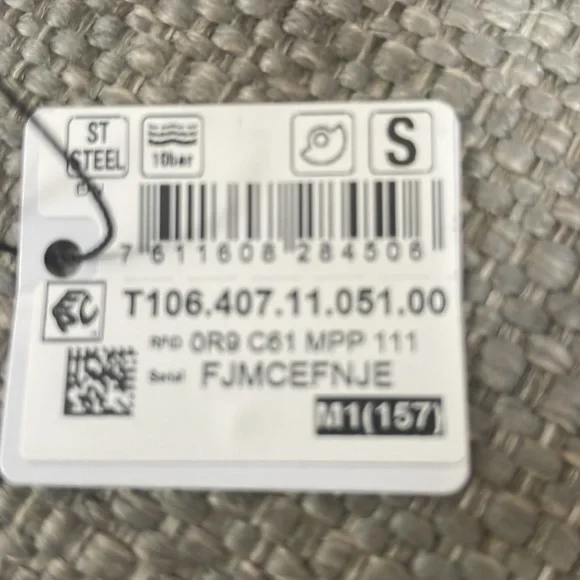 ST
STEEL
10bar
S
7 611608 284506
T106.407.11.051.00
RFID 0R9 C61 MPP 111
Serial FJMCEFNJE
M1(157)